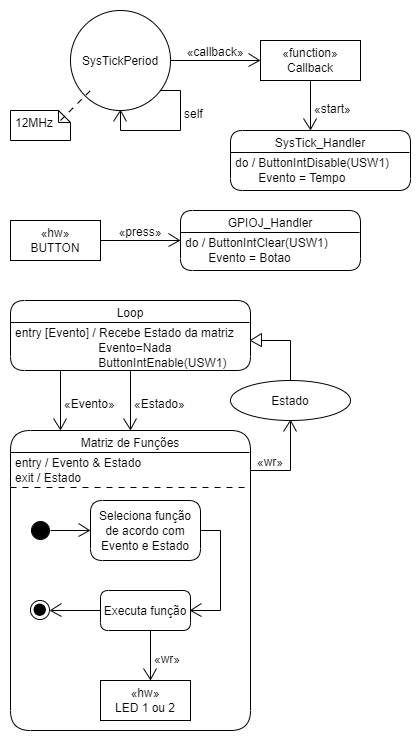 SysTickPeriod
«callback»
«function»
Callback
12MHz
self
«start»
SysTick_Handler
do / ButtonIntDisable(USW1)
Evento = Tempo
«hw»
BUTTON
«press»
GPIOJ_Handler
do / ButtonIntClear(USW1)
Evento = Botao
Loop
entry [Evento] / Recebe Estado da matriz
Evento=Nada
ButtonIntEnable(USW1)
«Evento»
«Estado»
Estado
Matriz de Funções
entry / Evento & Estado
exit / Estado
«wr»
Seleciona função
de acordo com
Evento e Estado
Executa função
«wr»
«hw»
LED 1 ou 2